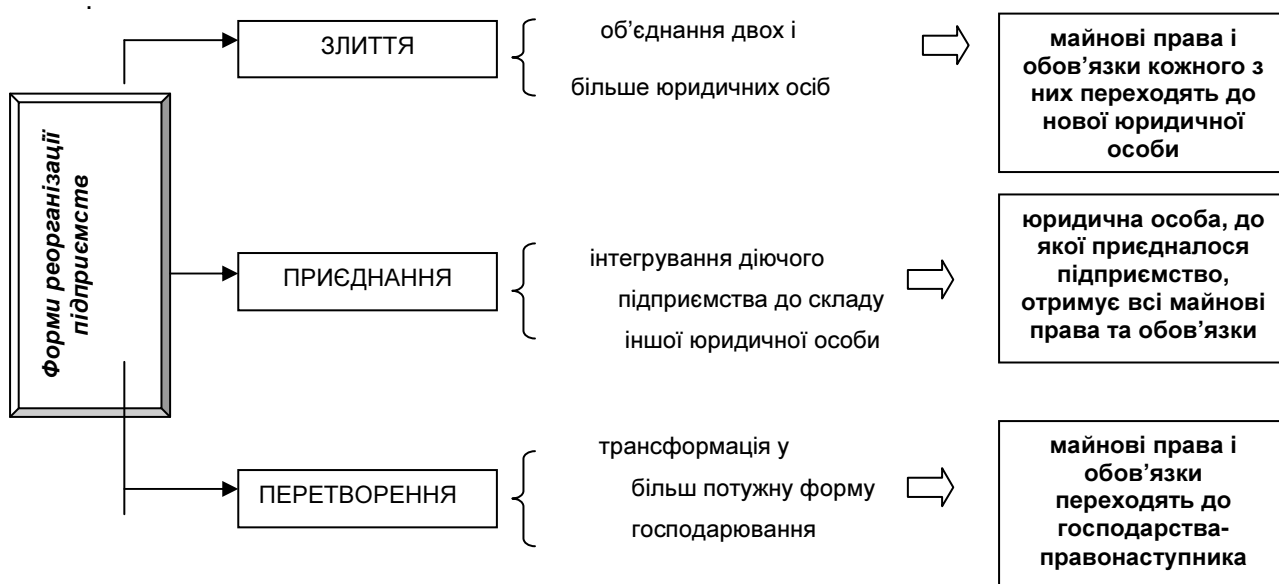 Форми реорганізації
підприємств
ЗЛИТТЯ
об’єднання двох і
більше юридичних осіб
майнові права і
обов’язки кожного з
них переходять до
нової юридичної
особи
ПРИЄДНАННЯ
інтегрування діючого
підприємства до складу
іншої юридичної особи
юридична особа, до
якої приєдналося
підприємство,
отримує всі майнові
права та обов’язки
ПЕРЕТВОРЕННЯ
трансформація у
більш потужну форму
господарювання
майнові права і
обов’язки
переходять до
господарства-
правонаступника